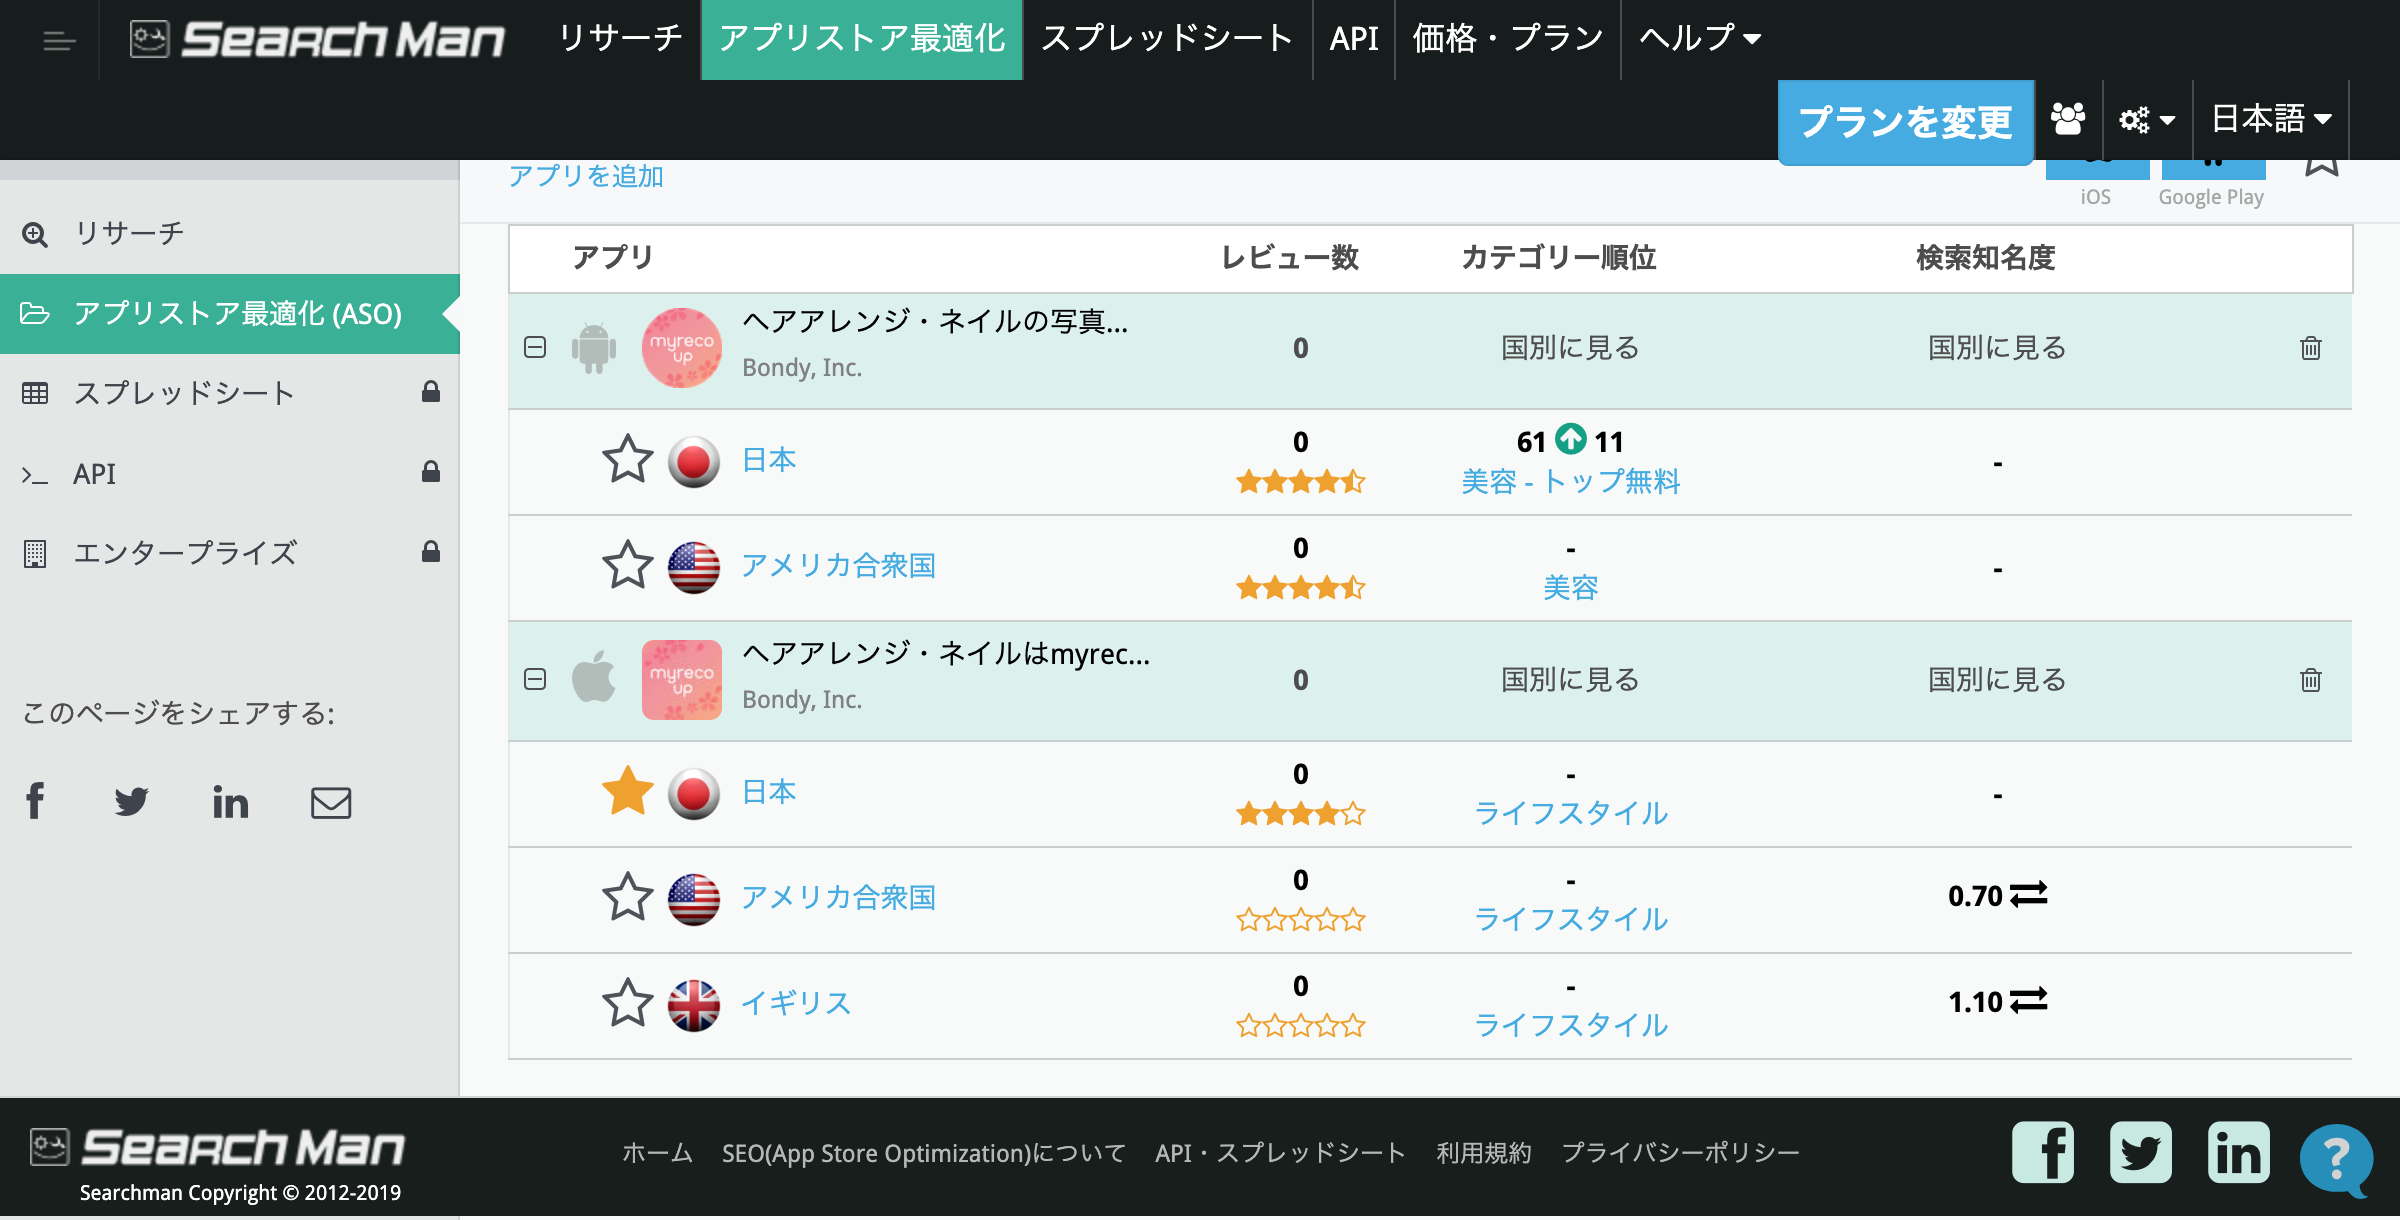 Search Man
リサーチ
アプリストア最適化
スプレッドシート
API
価格・プラン
ヘルプ
プランを変更
日本語
アプリを追加
iOS
Google Play
リサーチ
アプリストア最適化 (ASO)
スプレッドシート
API
エンタープライズ
このページをシェアする:
アプリ レビュー数 カテゴリー順位 検索知名度
myreco up
ヘアアレンジ・ネイルの写真...
Bondy, Inc.
0 国別に見る 国別に見る
日本 0 61 11 -
美容 - トップ無料
アメリカ合衆国 0 - -
美容
myreco up
ヘアアレンジ・ネイルはmyrec...
Bondy, Inc.
0 国別に見る 国別に見る
日本 0 - -
ライフスタイル
アメリカ合衆国 0 - 0.70
ライフスタイル
イギリス 0 - 1.10
ライフスタイル
Search Man
Searchman Copyright © 2012-2019
ホーム SEO(App Store Optimization)について API・スプレッドシート 利用規約 プライバシーポリシー